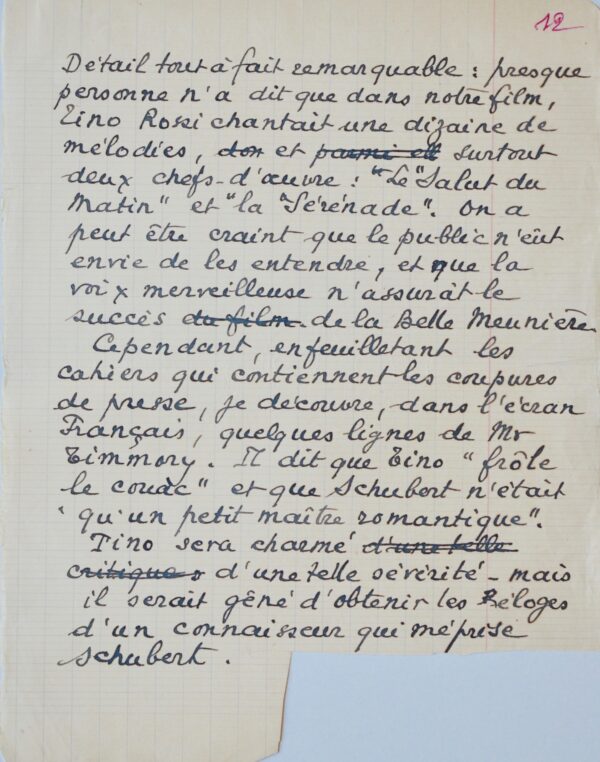 12
Détail tout à fait remarquable : presque
personne n'a dit que dans notre film,
Tino Rossi chantait une dizaine de
mélodies, don et parmi ell surtout
deux chefs-d'œuvre : "Le "Salut du
Matin" et "la "Sérénade". On a
peut être craint que le public n'eût
envie de les entendre, et que la
voix merveilleuse n'assurât le
succès du film. de la Belle Meunière.
Cependant, en feuilletant les
cahiers qui contiennent les coupures
de presse, je découvre, dans l'écran
Français, quelques lignes de Mr
Timmory. Il dit que Tino "frôle
le couac" et que Schubert n'était
"qu'un petit maître romantique".
Tino sera charmé d'une telle
critique, d'une telle sévérité - mais
il serait gêné d'obtenir les éloges
d'un connaisseur qui méprise
Schubert.